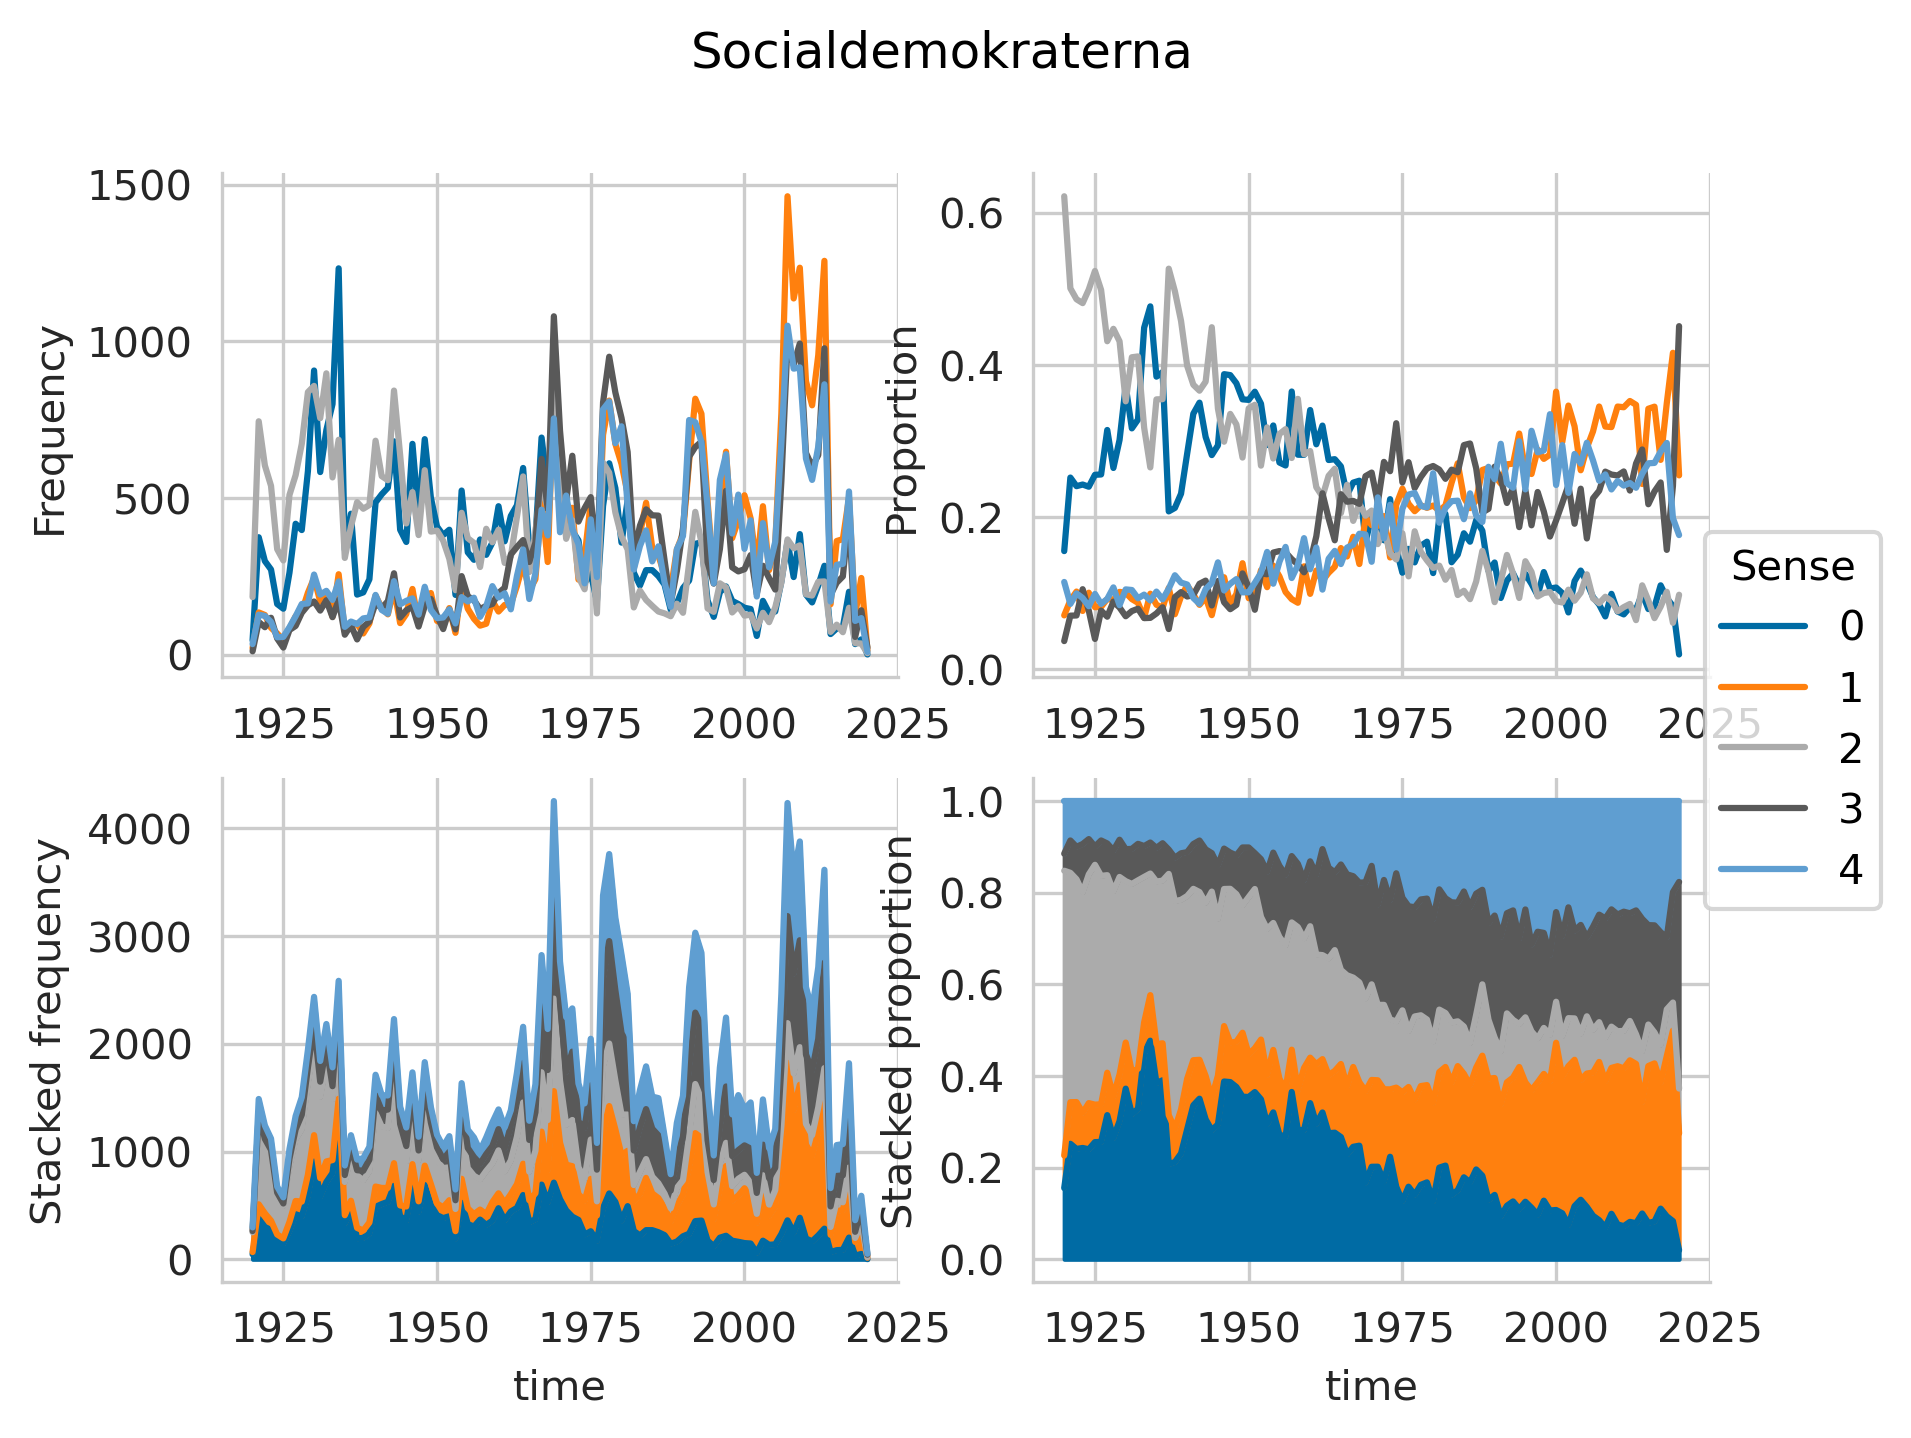 Socialdemokraterna
Frequency
1500
1000
500
0
1925 1950 1975 2000 2025
Proportion
0.6
0.4
0.2
0.0
1925 1950 1975 2000 2025
Sense
0
1
2
3
4
Stacked frequency
4000
3000
2000
1000
0
1925 1950 1975 2000 2025
time
Stacked proportion
1.0
0.8
0.6
0.4
0.2
0.0
1925 1950 1975 2000 2025
time